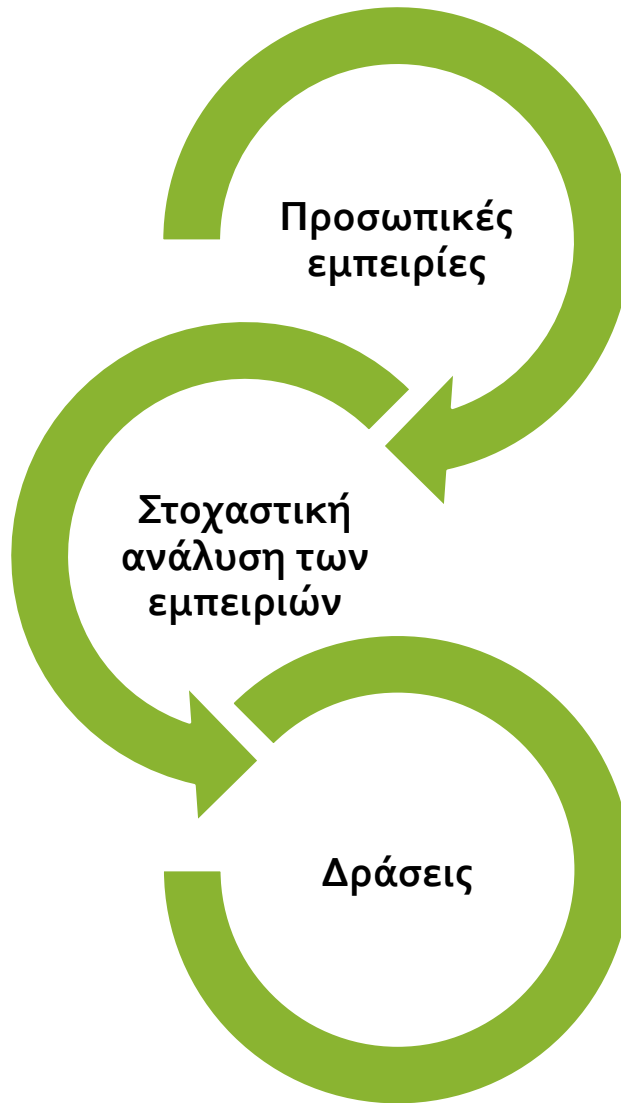 Προσωπικές
εμπειρίες
Στοχαστική
ανάλυση των
εμπειριών
Δράσεις